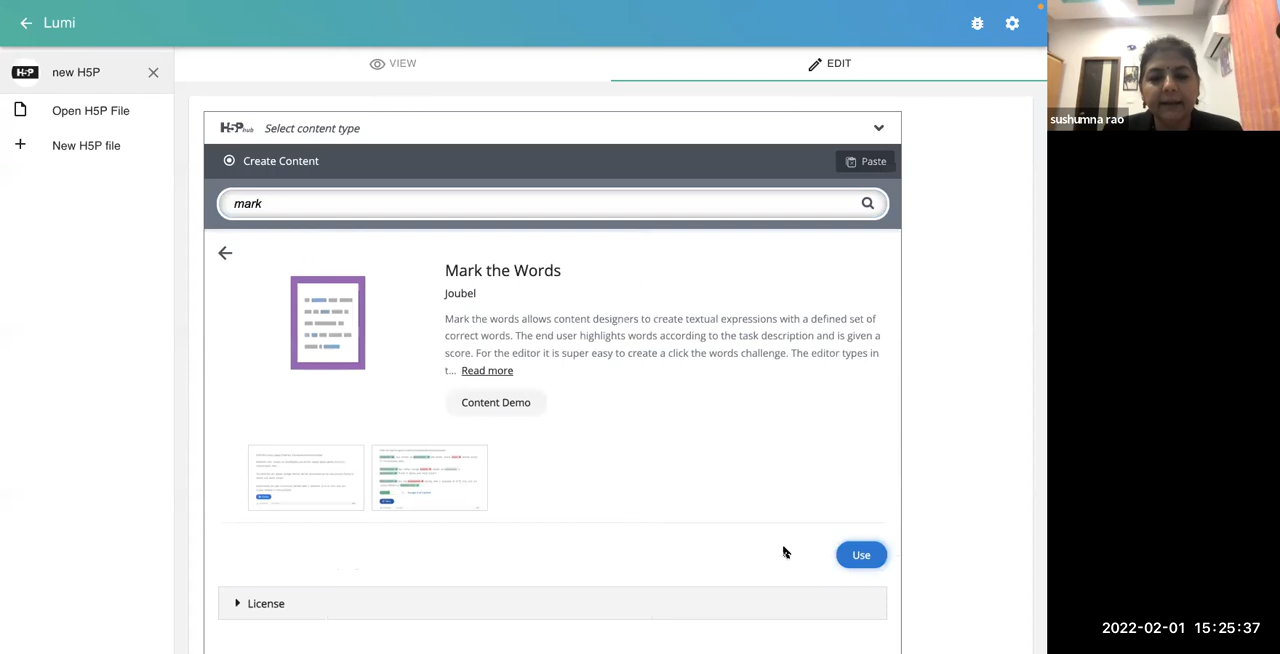 Lumi
H5P new H5P
Open H5P File
New H5P file
VIEW
EDIT
H5P hub Select content type
Create Content
Paste
mark
Mark the Words
Joubel
Mark the words allows content designers to create textual expressions with a defined set of
correct words. The end user highlights words according to the task description and is given a
score. For the editor it is super easy to create a click the words challenge. The editor types in
t... Read more
Content Demo
Use
License
sushumna rao
2022-02-01 15:25:37